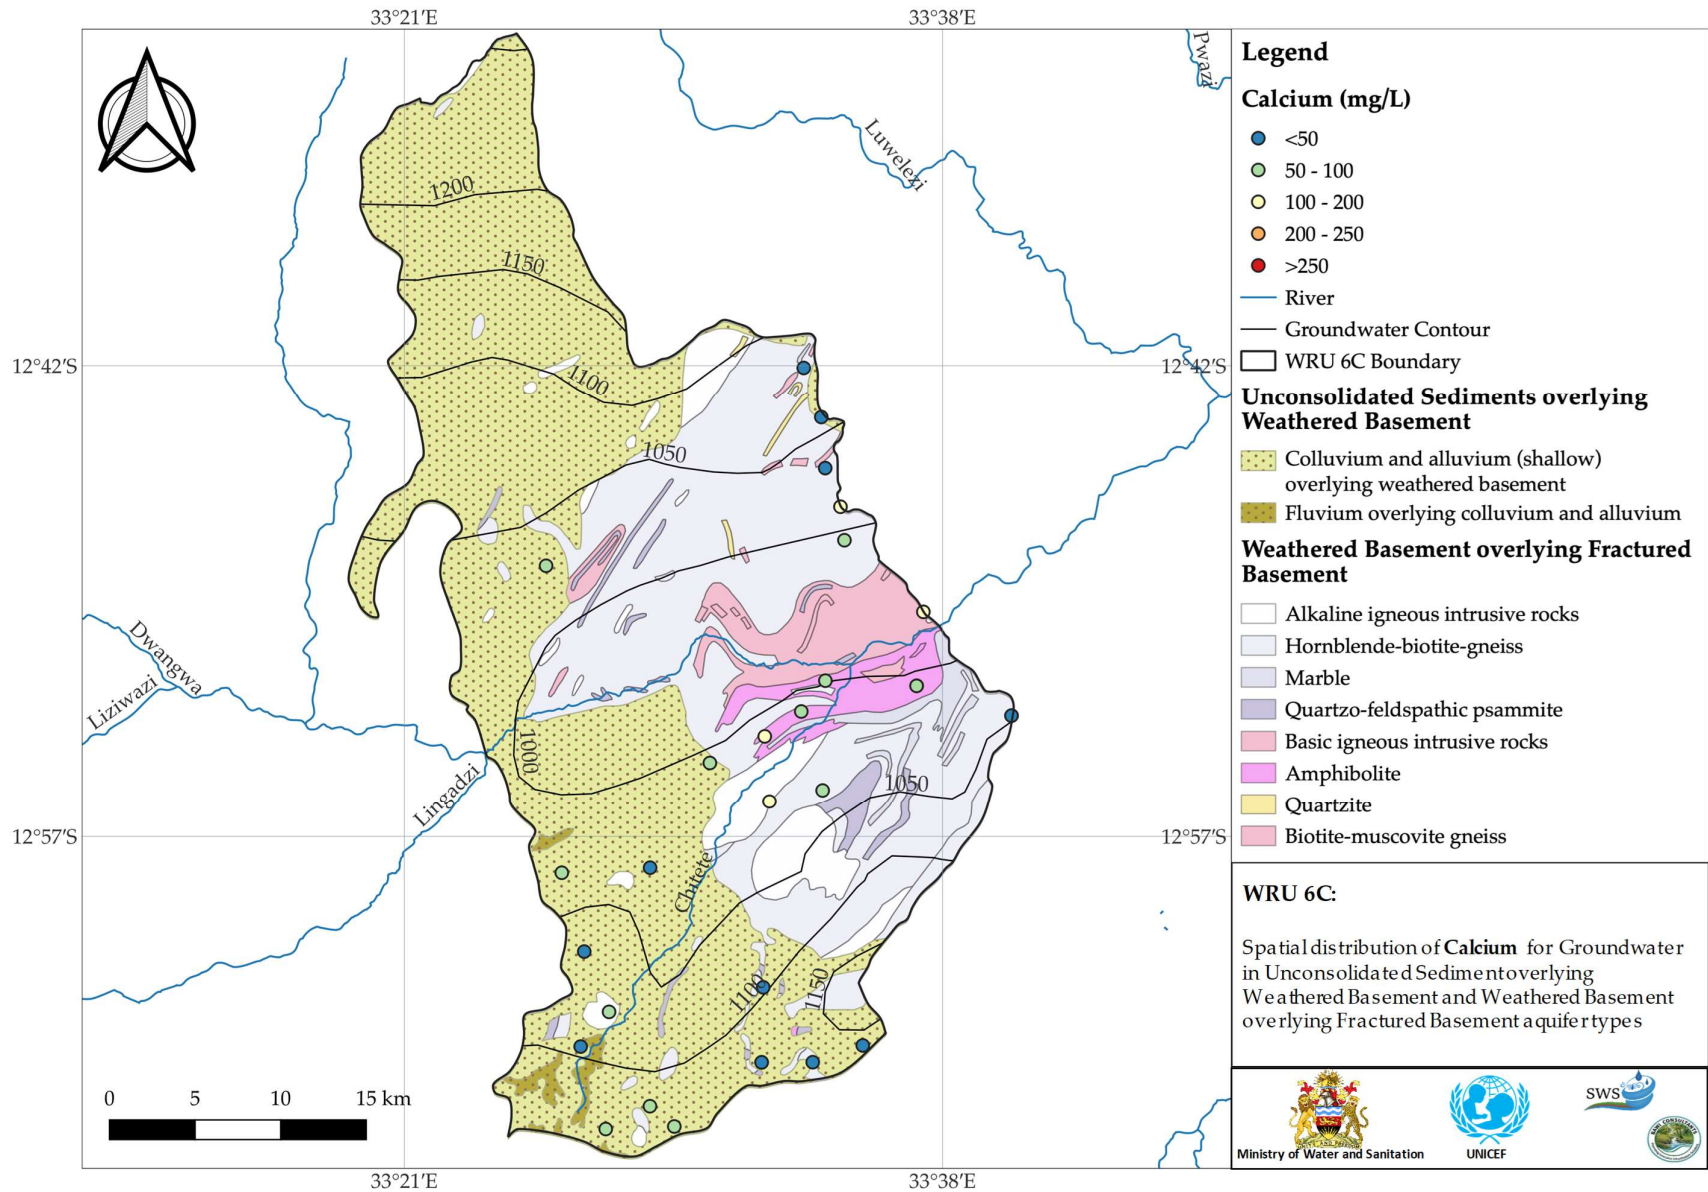 33°21′E
33°38′E
Pwazi
Luwelezi
1200
1150
12°42′S
12°42′S
1100
1050
Dwangwa
Liziwazi
1000
Lingadzi
1050
12°57′S
12°57′S
Chitete
1100
1150
0 5 10 15 km
33°21′E
33°38′E
Legend
Calcium (mg/L)
<50
50 - 100
100 - 200
200 - 250
>250
River
Groundwater Contour
WRU 6C Boundary
Unconsolidated Sediments overlying
Weathered Basement
Colluvium and alluvium (shallow)
overlying weathered basement
Fluvium overlying colluvium and alluvium
Weathered Basement overlying Fractured
Basement
Alkaline igneous intrusive rocks
Hornblende-biotite-gneiss
Marble
Quartzo-feldspathic psammite
Basic igneous intrusive rocks
Amphibolite
Quartzite
Biotite-muscovite gneiss
WRU 6C:
Spatial distribution of Calcium for Groundwater
in Unconsolidated Sediment overlying
Weathered Basement and Weathered Basement
overlying Fractured Basement aquifer types
Ministry of Water and Sanitation
UNICEF
SWS